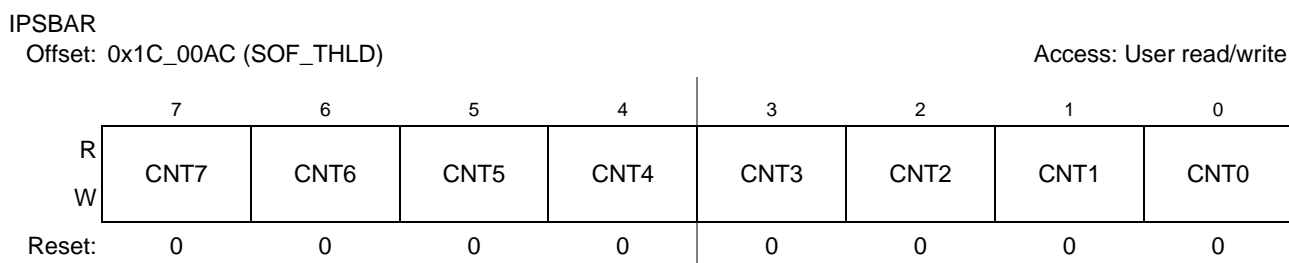 IPSBAR
Offset: 0x1C_00AC (SOF_THLD) Access: User read/write
7 6 5 4 3 2 1 0
R
CNT7 CNT6 CNT5 CNT4 CNT3 CNT2 CNT1 CNT0
W
Reset: 0 0 0 0 0 0 0 0